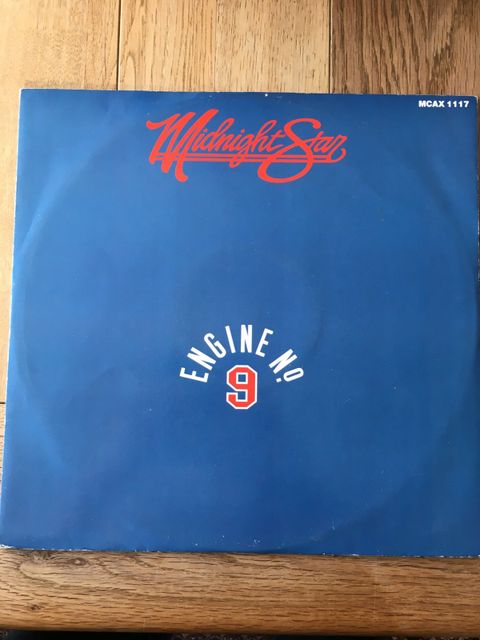 MCAX 1117
Midnight Star
ENGINE No.
9